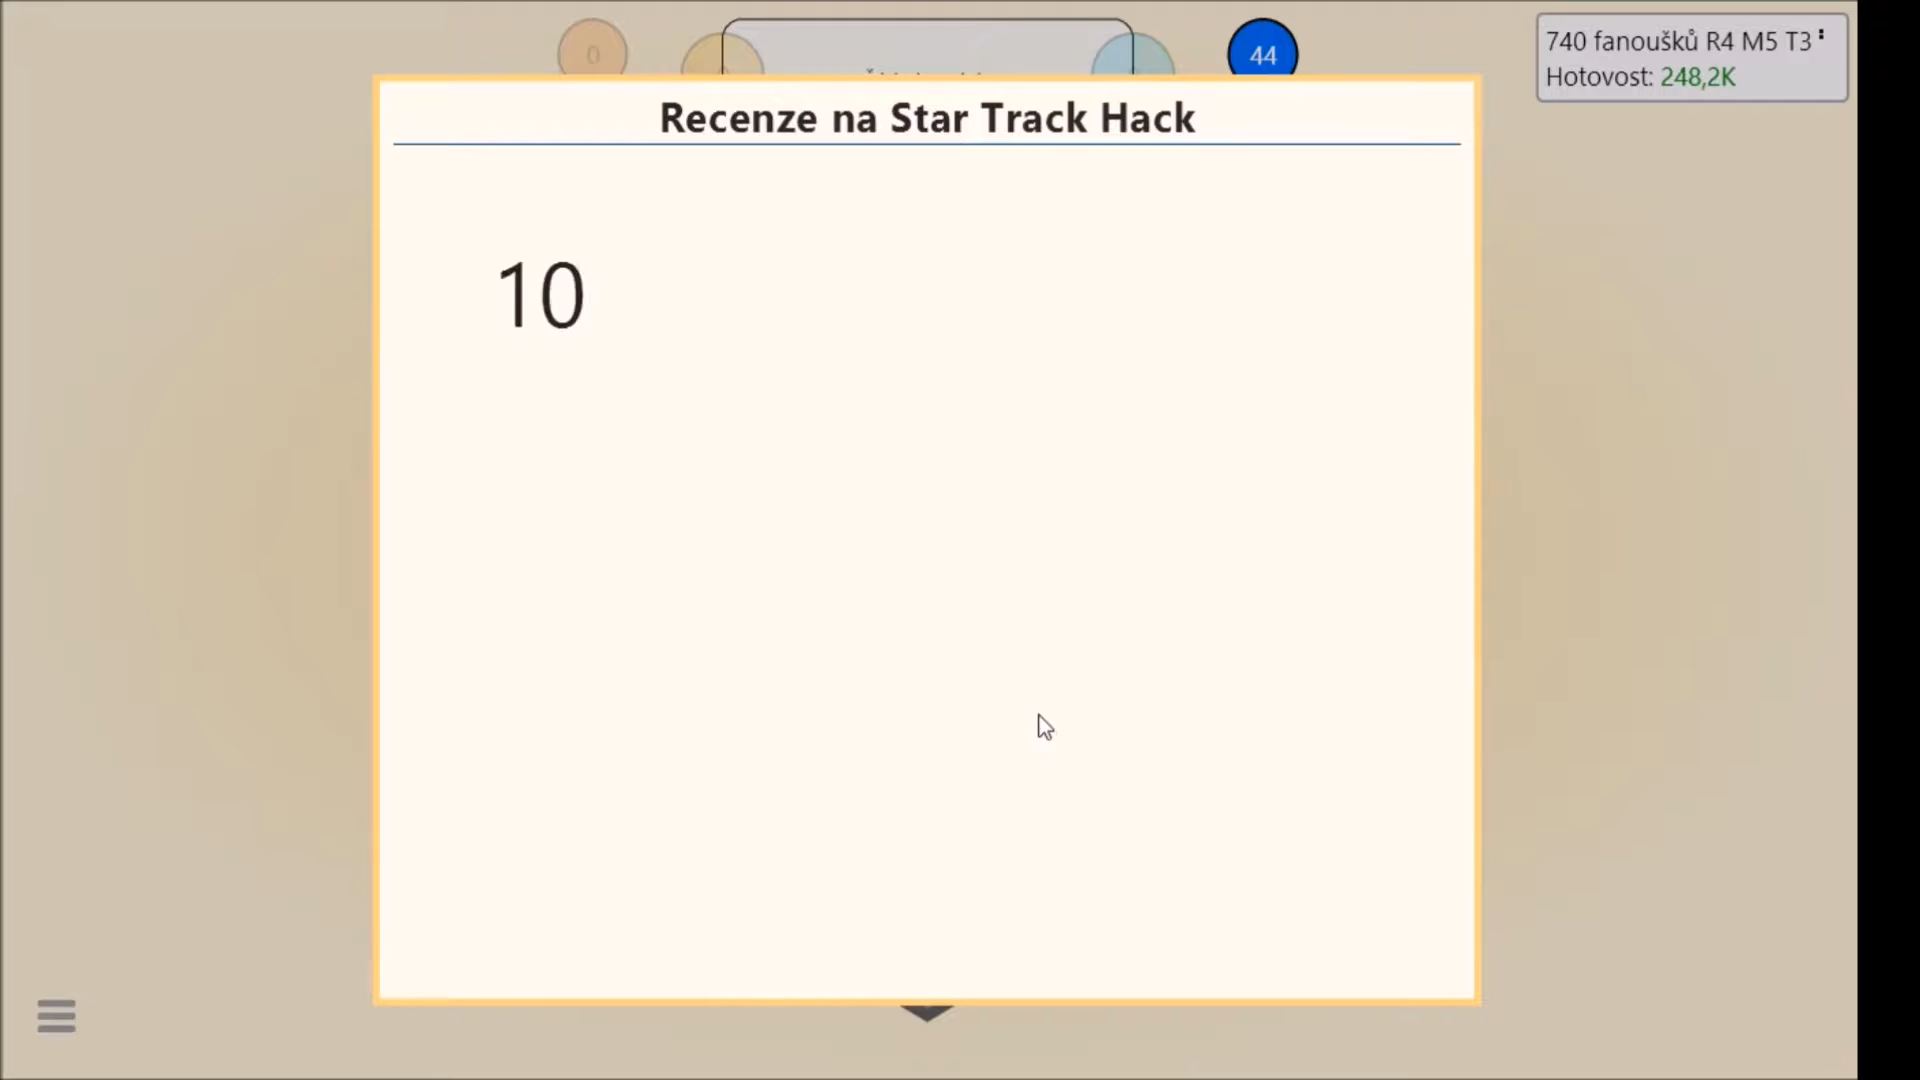 0
44
740 fanoušků R4 M5 T3
Hotovost: 248,2K
Recenze na Star Track Hack
10